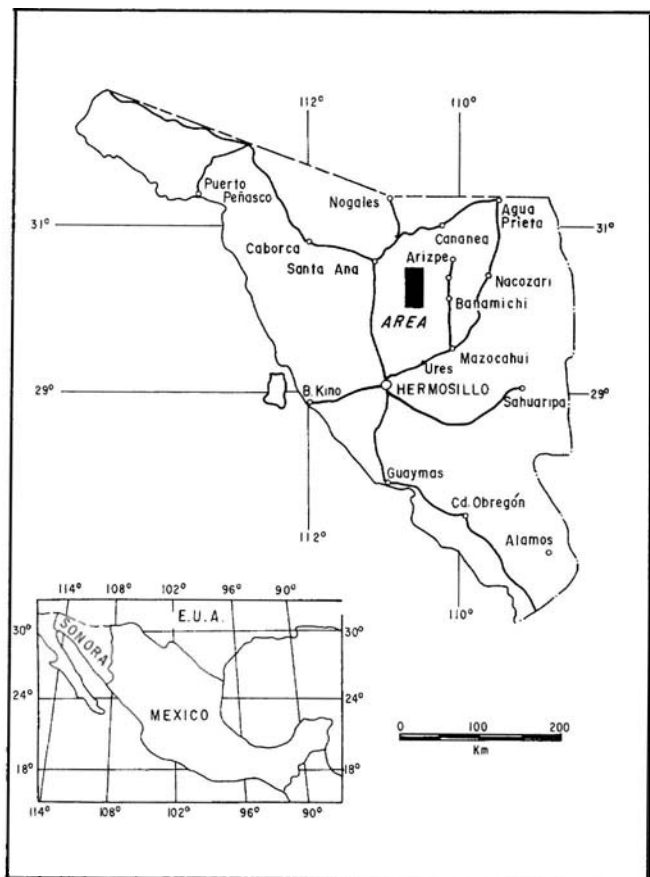 112°
110°
Puerto
Peñasco
Nogales
Agua
Prieta
31°
31°
Caborca
Cananea
Santa Ana
Arizpe
Nacozari
Banamichi
AREA
Mazocahui
Ures
29°
B. Kino
HERMOSILLO
29°
Sahuaripa
Guaymas
Cd. Obregón
112°
Alamos
110°
114°
108°
102°
96°
90°
E.U.A.
30°
30°
SONORA
24°
24°
MEXICO
18°
18°
114°
108°
102°
96°
90°
0
100
200
Km